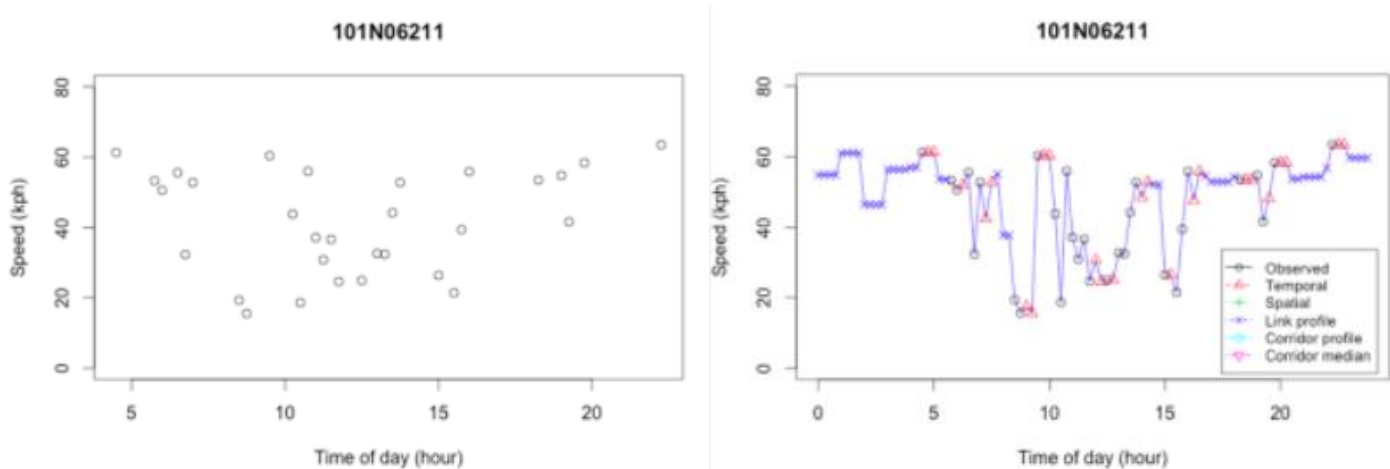 101N06211
80
60
40
20
0
Speed (kph)
5 10 15 20
Time of day (hour)
101N06211
80
60
40
20
0
Speed (kph)
Observed
Temporal
Spatial
Link profile
Corridor profile
Corridor median
0 5 10 15 20
Time of day (hour)